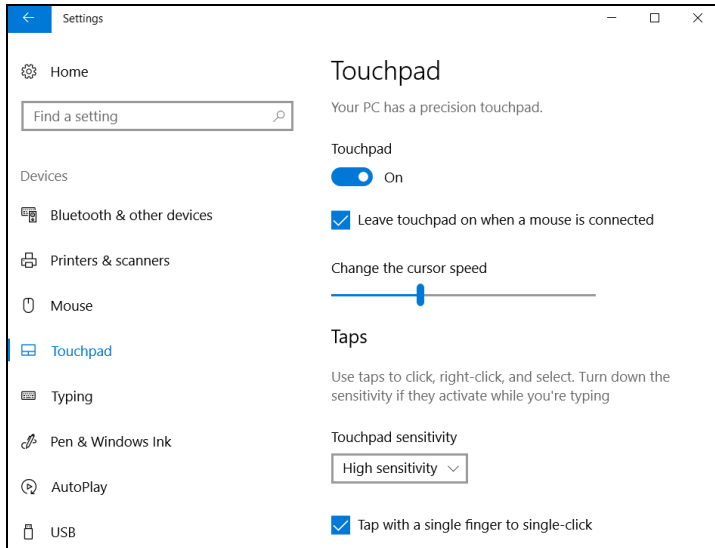 Settings
Home
Find a setting
Devices
Bluetooth & other devices
Printers & scanners
Mouse
Touchpad
Typing
Pen & Windows Ink
AutoPlay
USB
Touchpad
Your PC has a precision touchpad.
Touchpad
On
Leave touchpad on when a mouse is connected
Change the cursor speed
Taps
Use taps to click, right-click, and select. Turn down the
sensitivity if they activate while you're typing
Touchpad sensitivity
High sensitivity
Tap with a single finger to single-click